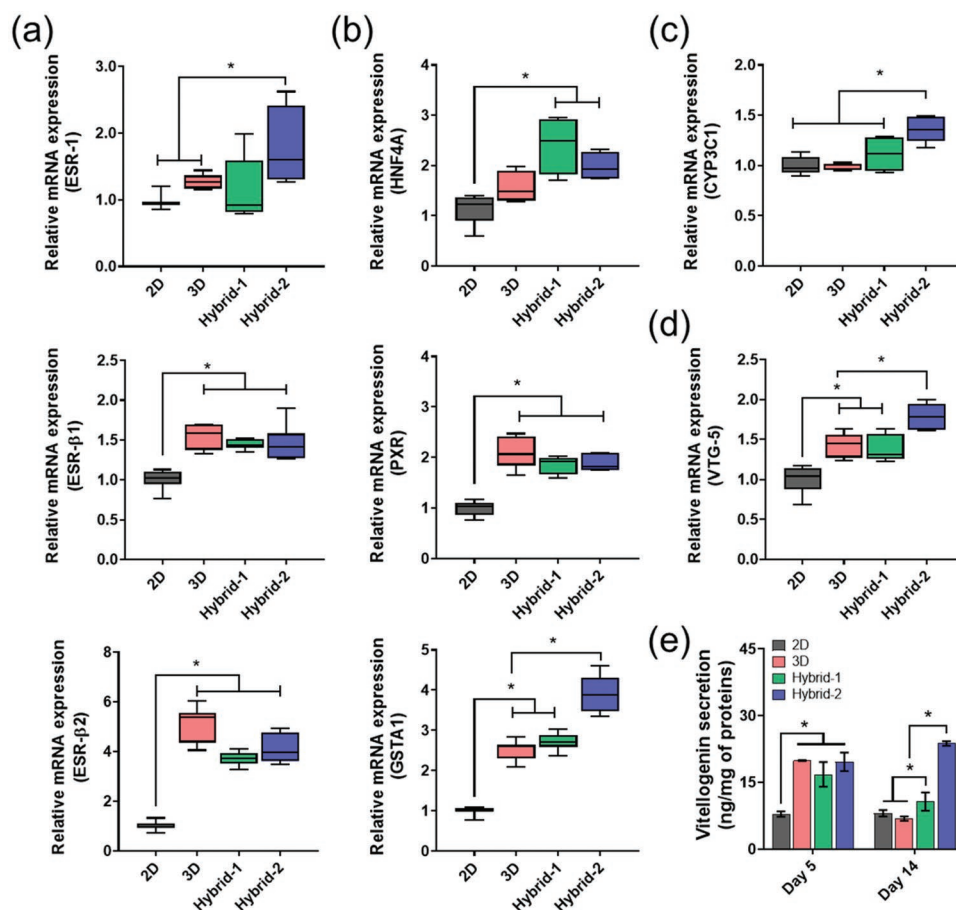 (a)
Relative mRNA expression
(ESR-1)
3.0
2.0
1.0
0.0
*
2D
3D
Hybrid-1
Hybrid-2
(b)
Relative mRNA expression
(HNF4A)
4
3
2
1
0
*
2D
3D
Hybrid-1
Hybrid-2
(c)
Relative mRNA expression
(CYP3C1)
2.0
1.5
1.0
0.5
0.0
*
2D
3D
Hybrid-1
Hybrid-2
Relative mRNA expression
(ESR-β1)
2.5
2.0
1.5
1.0
0.5
0.0
*
2D
3D
Hybrid-1
Hybrid-2
Relative mRNA expression
(PXR)
4
3
2
1
0
*
2D
3D
Hybrid-1
Hybrid-2
(d)
Relative mRNA expression
(VTG-5)
2.5
2.0
1.5
1.0
0.5
0.0
*
*
2D
3D
Hybrid-1
Hybrid-2
Relative mRNA expression
(ESR-β2)
8
6
4
2
0
*
2D
3D
Hybrid-1
Hybrid-2
Relative mRNA expression
(GSTA1)
5
4
3
2
1
0
*
*
2D
3D
Hybrid-1
Hybrid-2
(e)
Vitellogenin secretion
(ng/mg of proteins)
45
30
15
0
2D
3D
Hybrid-1
Hybrid-2
*
*
*
Day 5
Day 14